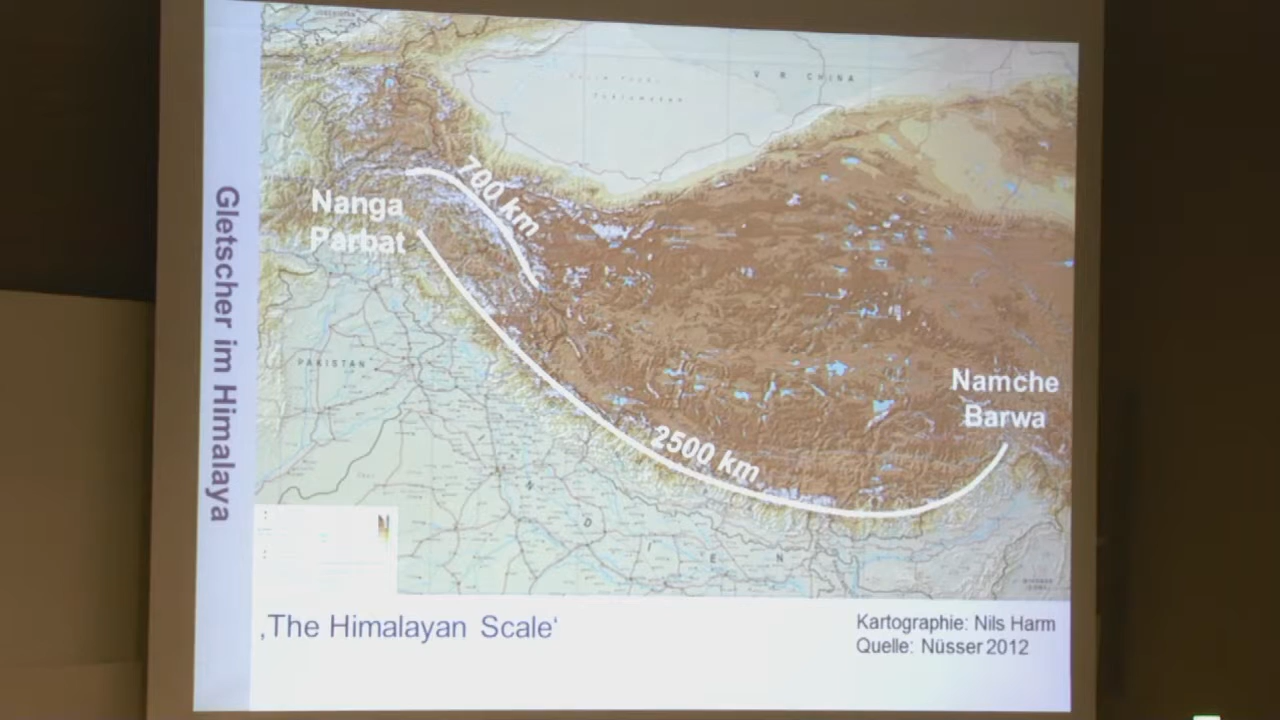 Gletscher im Himalaya
V R CHINA
700 km
Nanga
Parbat
PAKISTAN
Namche
Barwa
2500 km
I N D I E N
N
‚The Himalayan Scale‘
Kartographie: Nils Harm
Quelle: Nüsser 2012